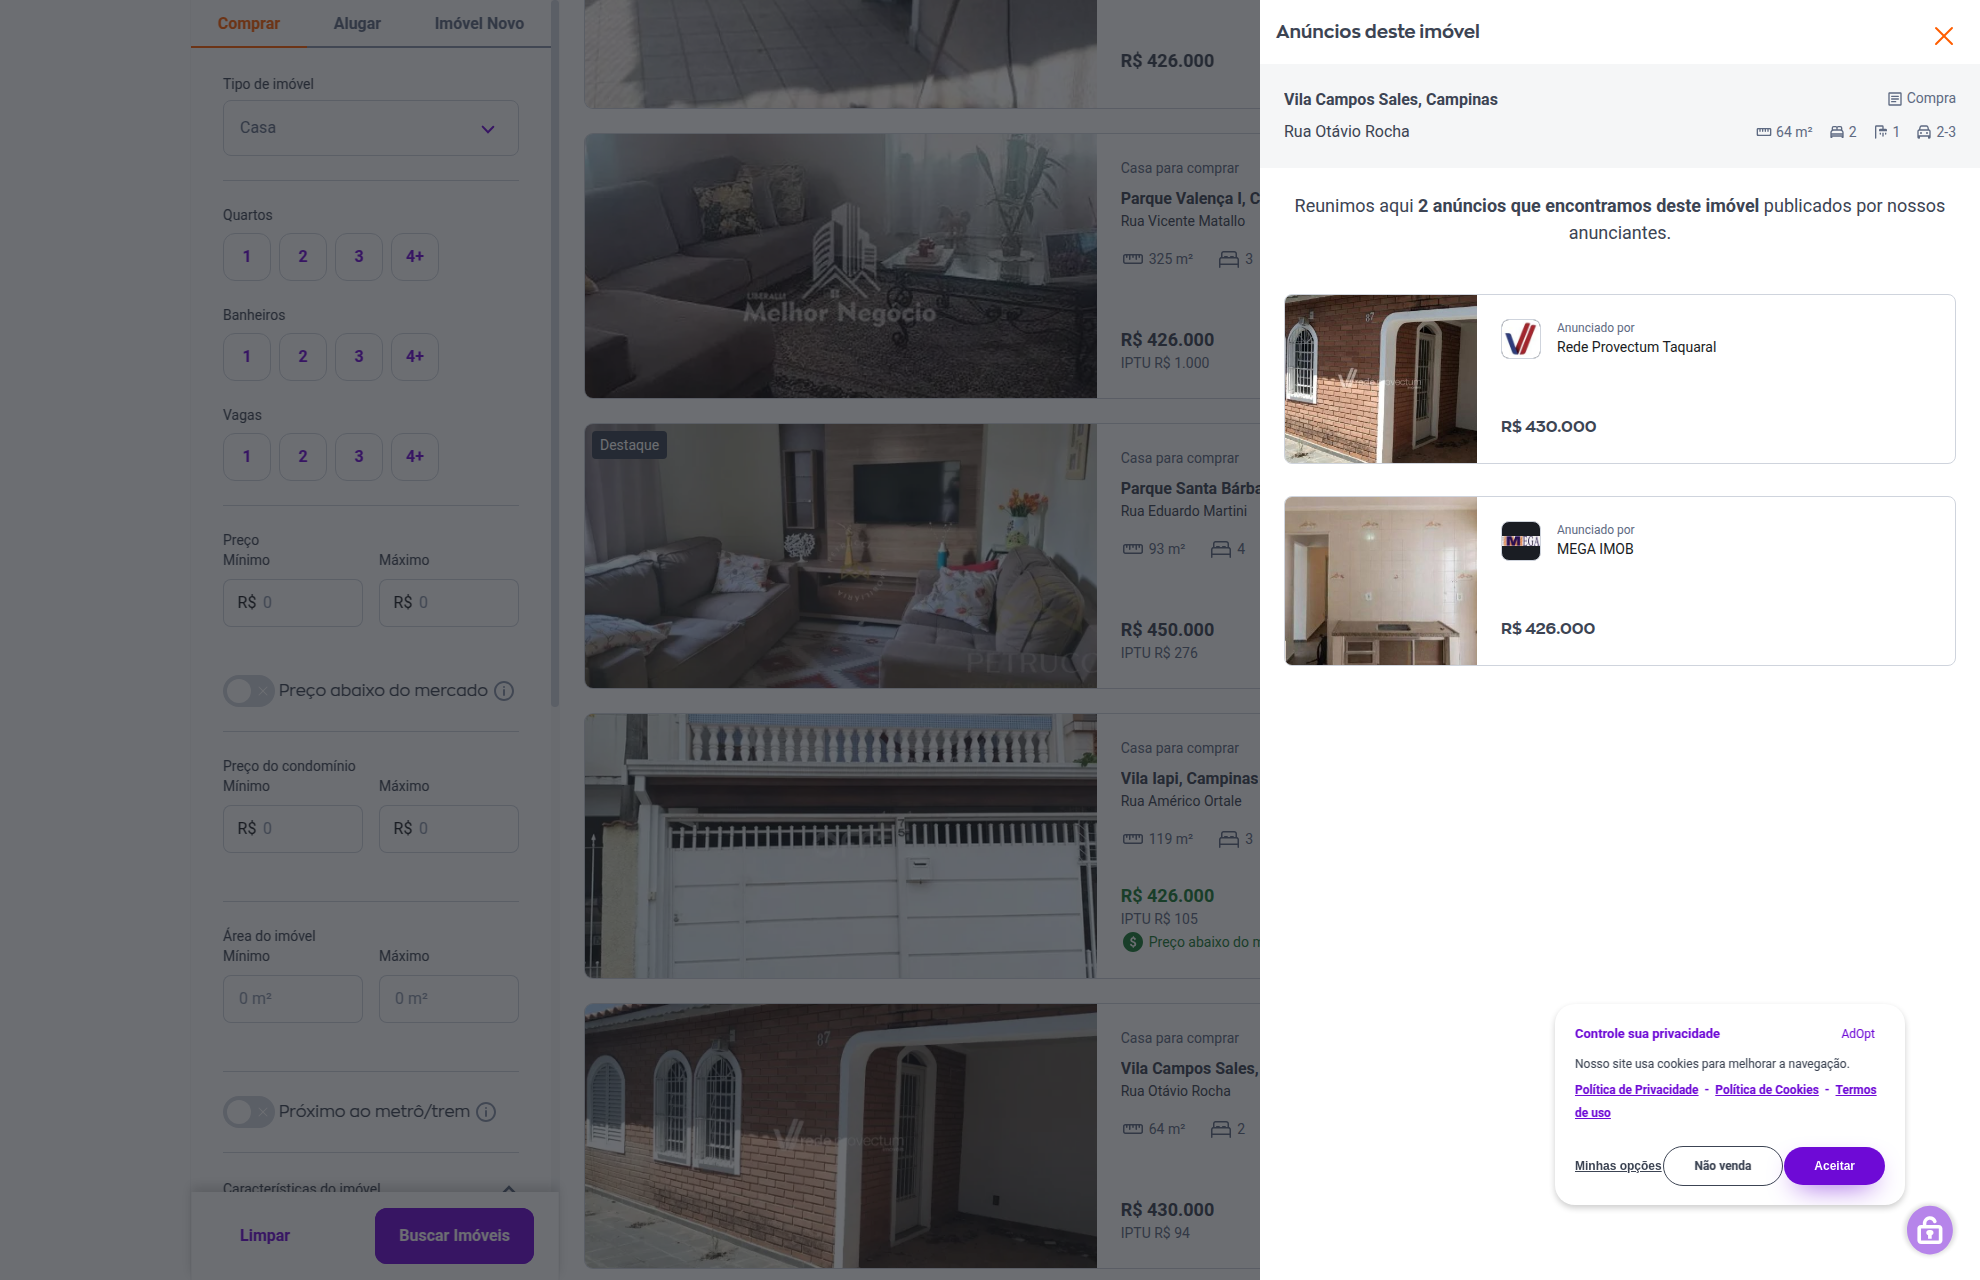 Comprar
Alugar
Imóvel Novo
Tipo de imóvel
Casa
Quartos
1
2
3
4+
Banheiros
1
2
3
4+
Vagas
1
2
3
4+
Preço
Mínimo
Máximo
R$ 0
R$ 0
Preço abaixo do mercado
Preço do condomínio
Mínimo
Máximo
R$ 0
R$ 0
Área do imóvel
Mínimo
Máximo
0 m²
0 m²
Próximo ao metrô/trem
Características do imóvel
Limpar
Buscar Imóveis
R$ 426.000
LIBERALLI
Melhor Negócio
Casa para comprar
Parque Valença I, C
Rua Vicente Matallo
325 m²
3
R$ 426.000
IPTU R$ 1.000
Destaque
PETRUCC
Casa para comprar
Parque Santa Bárba
Rua Eduardo Martini
93 m²
4
R$ 450.000
IPTU R$ 276
Casa para comprar
Vila Iapi, Campinas
Rua Américo Ortale
119 m²
3
R$ 426.000
IPTU R$ 105
Preço abaixo do m
87
rede provectum
Casa para comprar
Vila Campos Sales,
Rua Otávio Rocha
64 m²
2
R$ 430.000
IPTU R$ 94
Anúncios deste imóvel
Vila Campos Sales, Campinas
Compra
Rua Otávio Rocha
64 m²
2
1
2-3
Reunimos aqui 2 anúncios que encontramos deste imóvel publicados por nossos
anunciantes.
87
rede provectum
Anunciado por
Rede Provectum Taquaral
R$ 430.000
MEGA
Anunciado por
MEGA IMOB
R$ 426.000
Controle sua privacidade
AdOpt
Nosso site usa cookies para melhorar a navegação.
Política de Privacidade - Política de Cookies - Termos
de uso
Minhas opções
Não venda
Aceitar